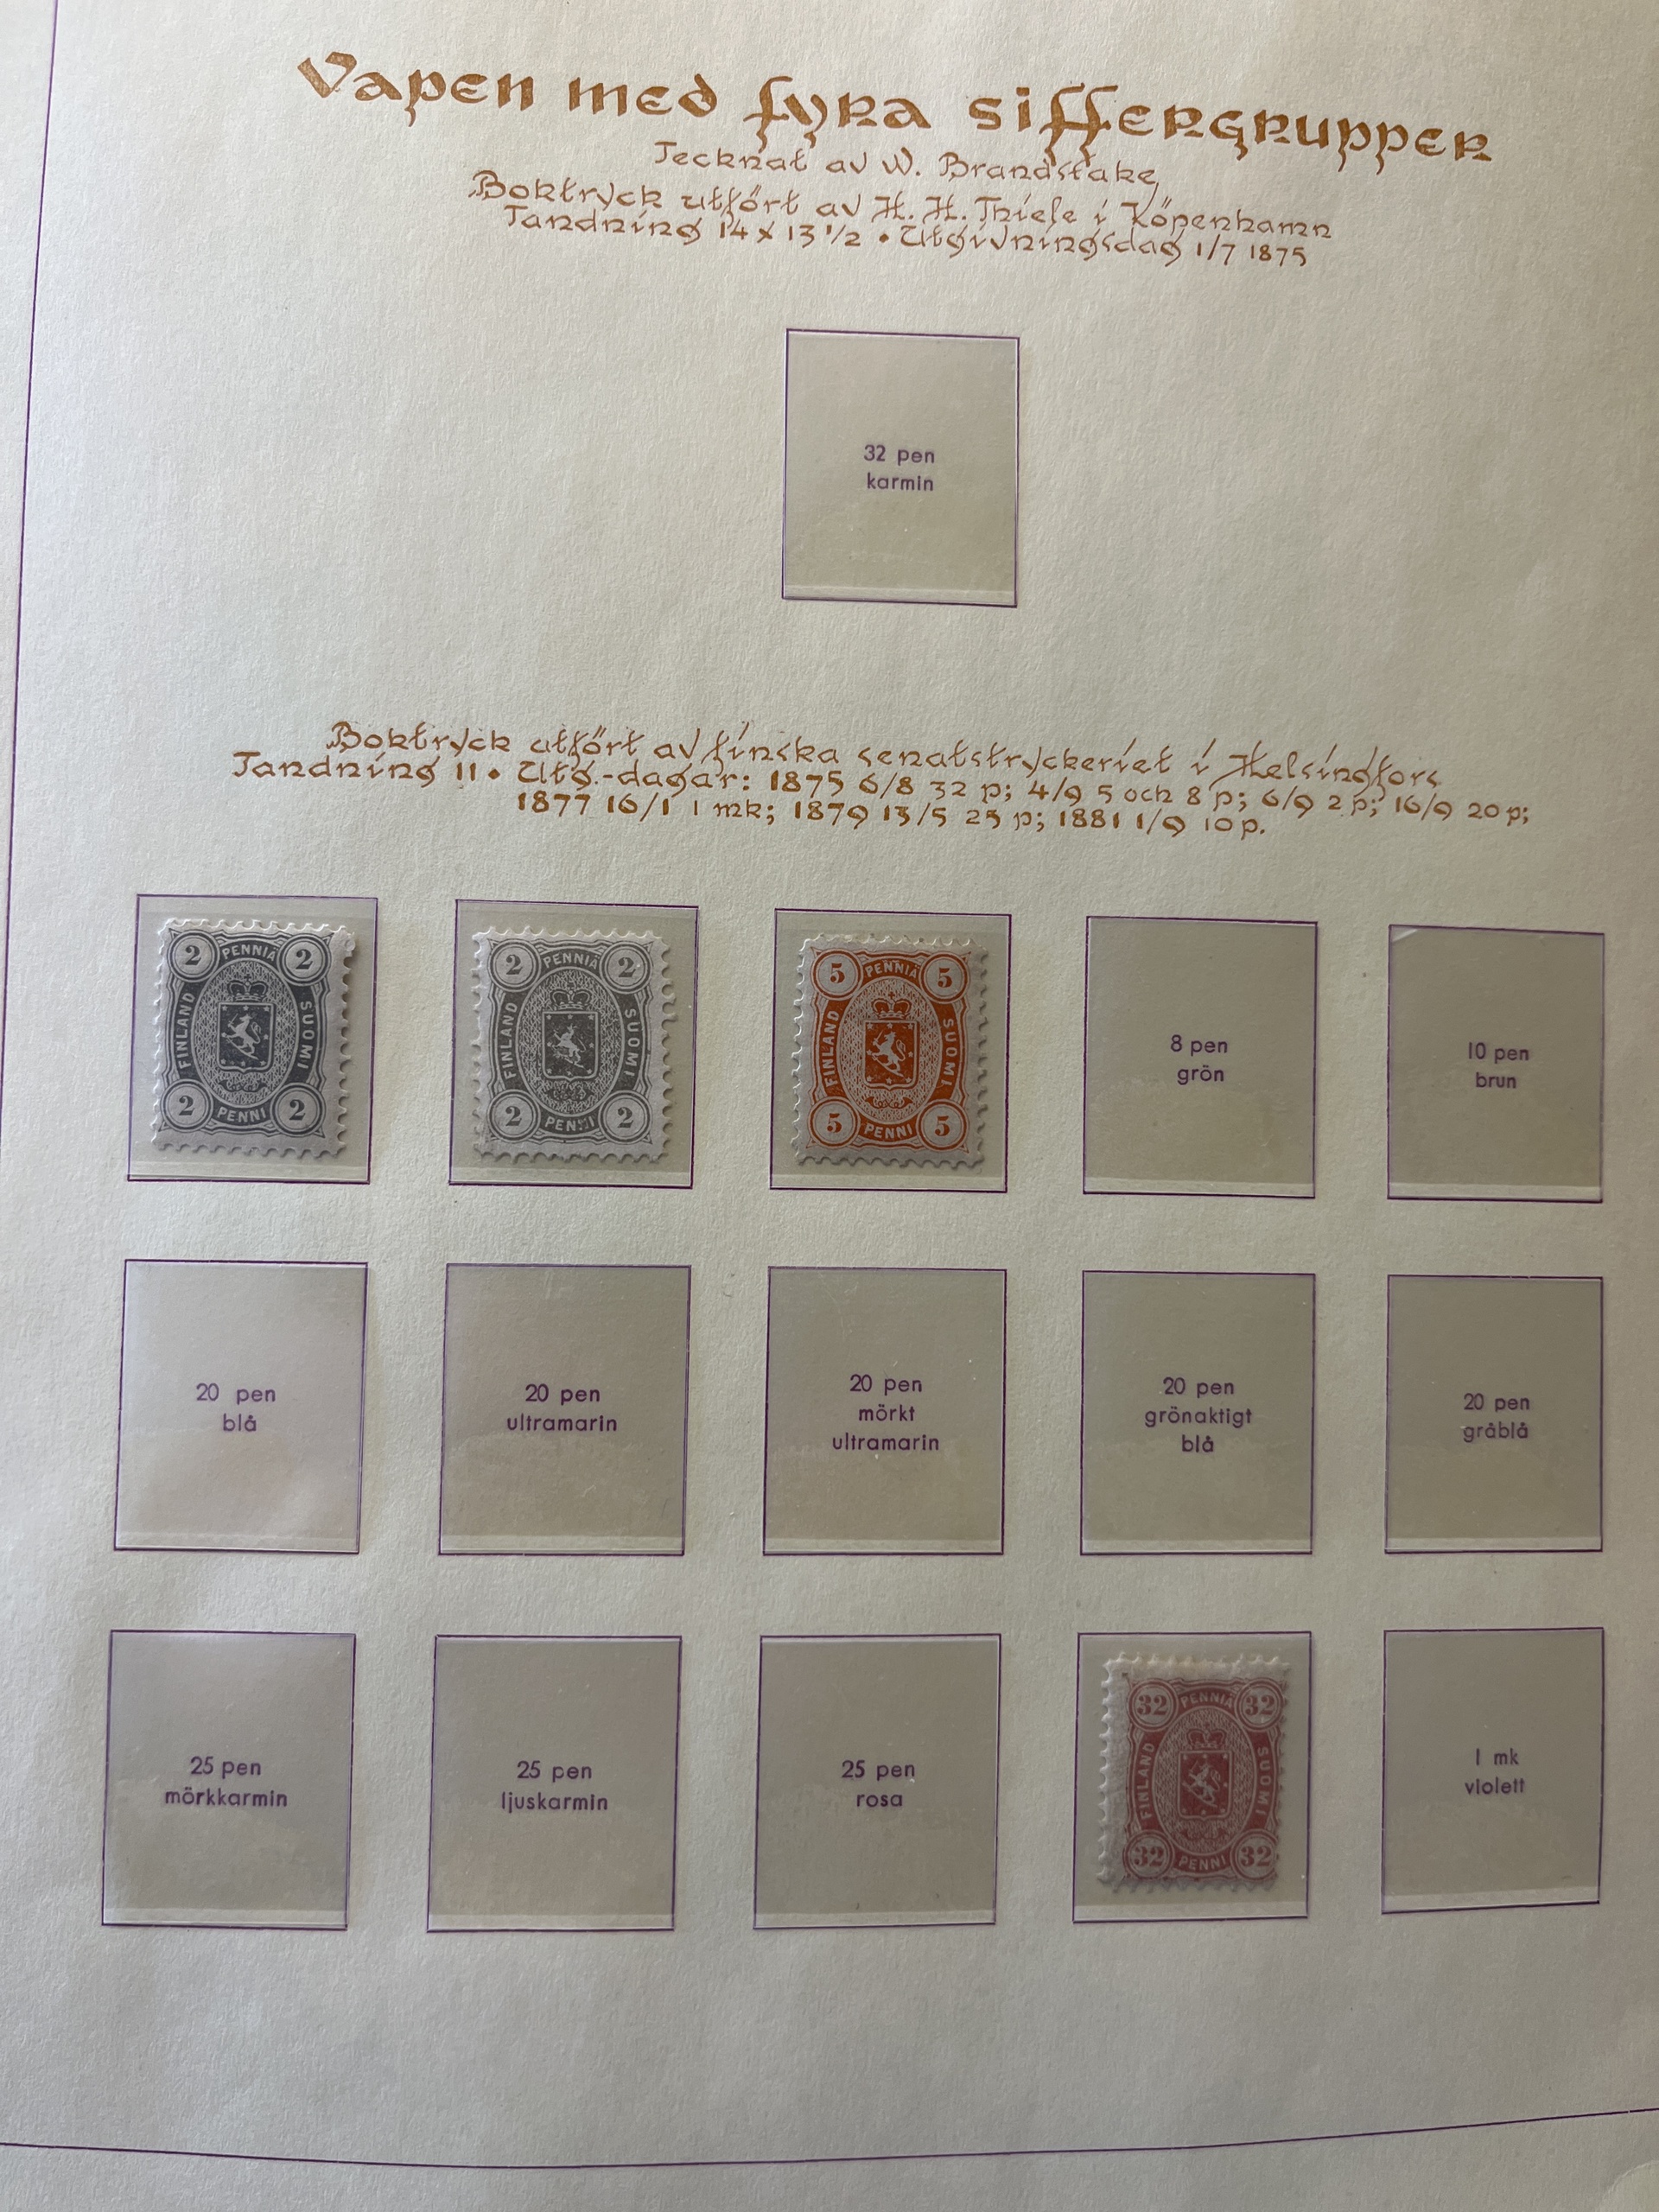 Vapen med fyra siffergrupper
Tecknat av W. Brandstake
Boktryck utfört av H. H. Thiele i Köpenhamn
Tandning 14 x 13 1/2 • Utgivningsdag 1/7 1875
32 pen
karmin
Boktryck utfört av finska senatstryckeriet i Helsingfors
Tandning 11 • Utg.-dagar: 1875 6/8 32 p; 4/9 5 och 8 p; 6/9 2 p; 16/9 20 p;
1877 16/1 1 mk; 1879 13/5 25 p; 1881 1/9 10 p.
2 PENNIÄ 2
FINLAND SUOMI
2 PENNI 2
2 PENNIÄ 2
FINLAND SUOMI
2 PENNI 2
5 PENNIÄ 5
FINLAND SUOMI
5 PENNI 5
8 pen
grön
10 pen
brun
20 pen
blå
20 pen
ultramarin
20 pen
mörkt
ultramarin
20 pen
grönaktigt
blå
20 pen
gråblå
25 pen
mörkkarmin
25 pen
ljuskarmin
25 pen
rosa
32 PENNIÄ 32
FINLAND SUOMI
32 PENNI 32
1 mk
violett